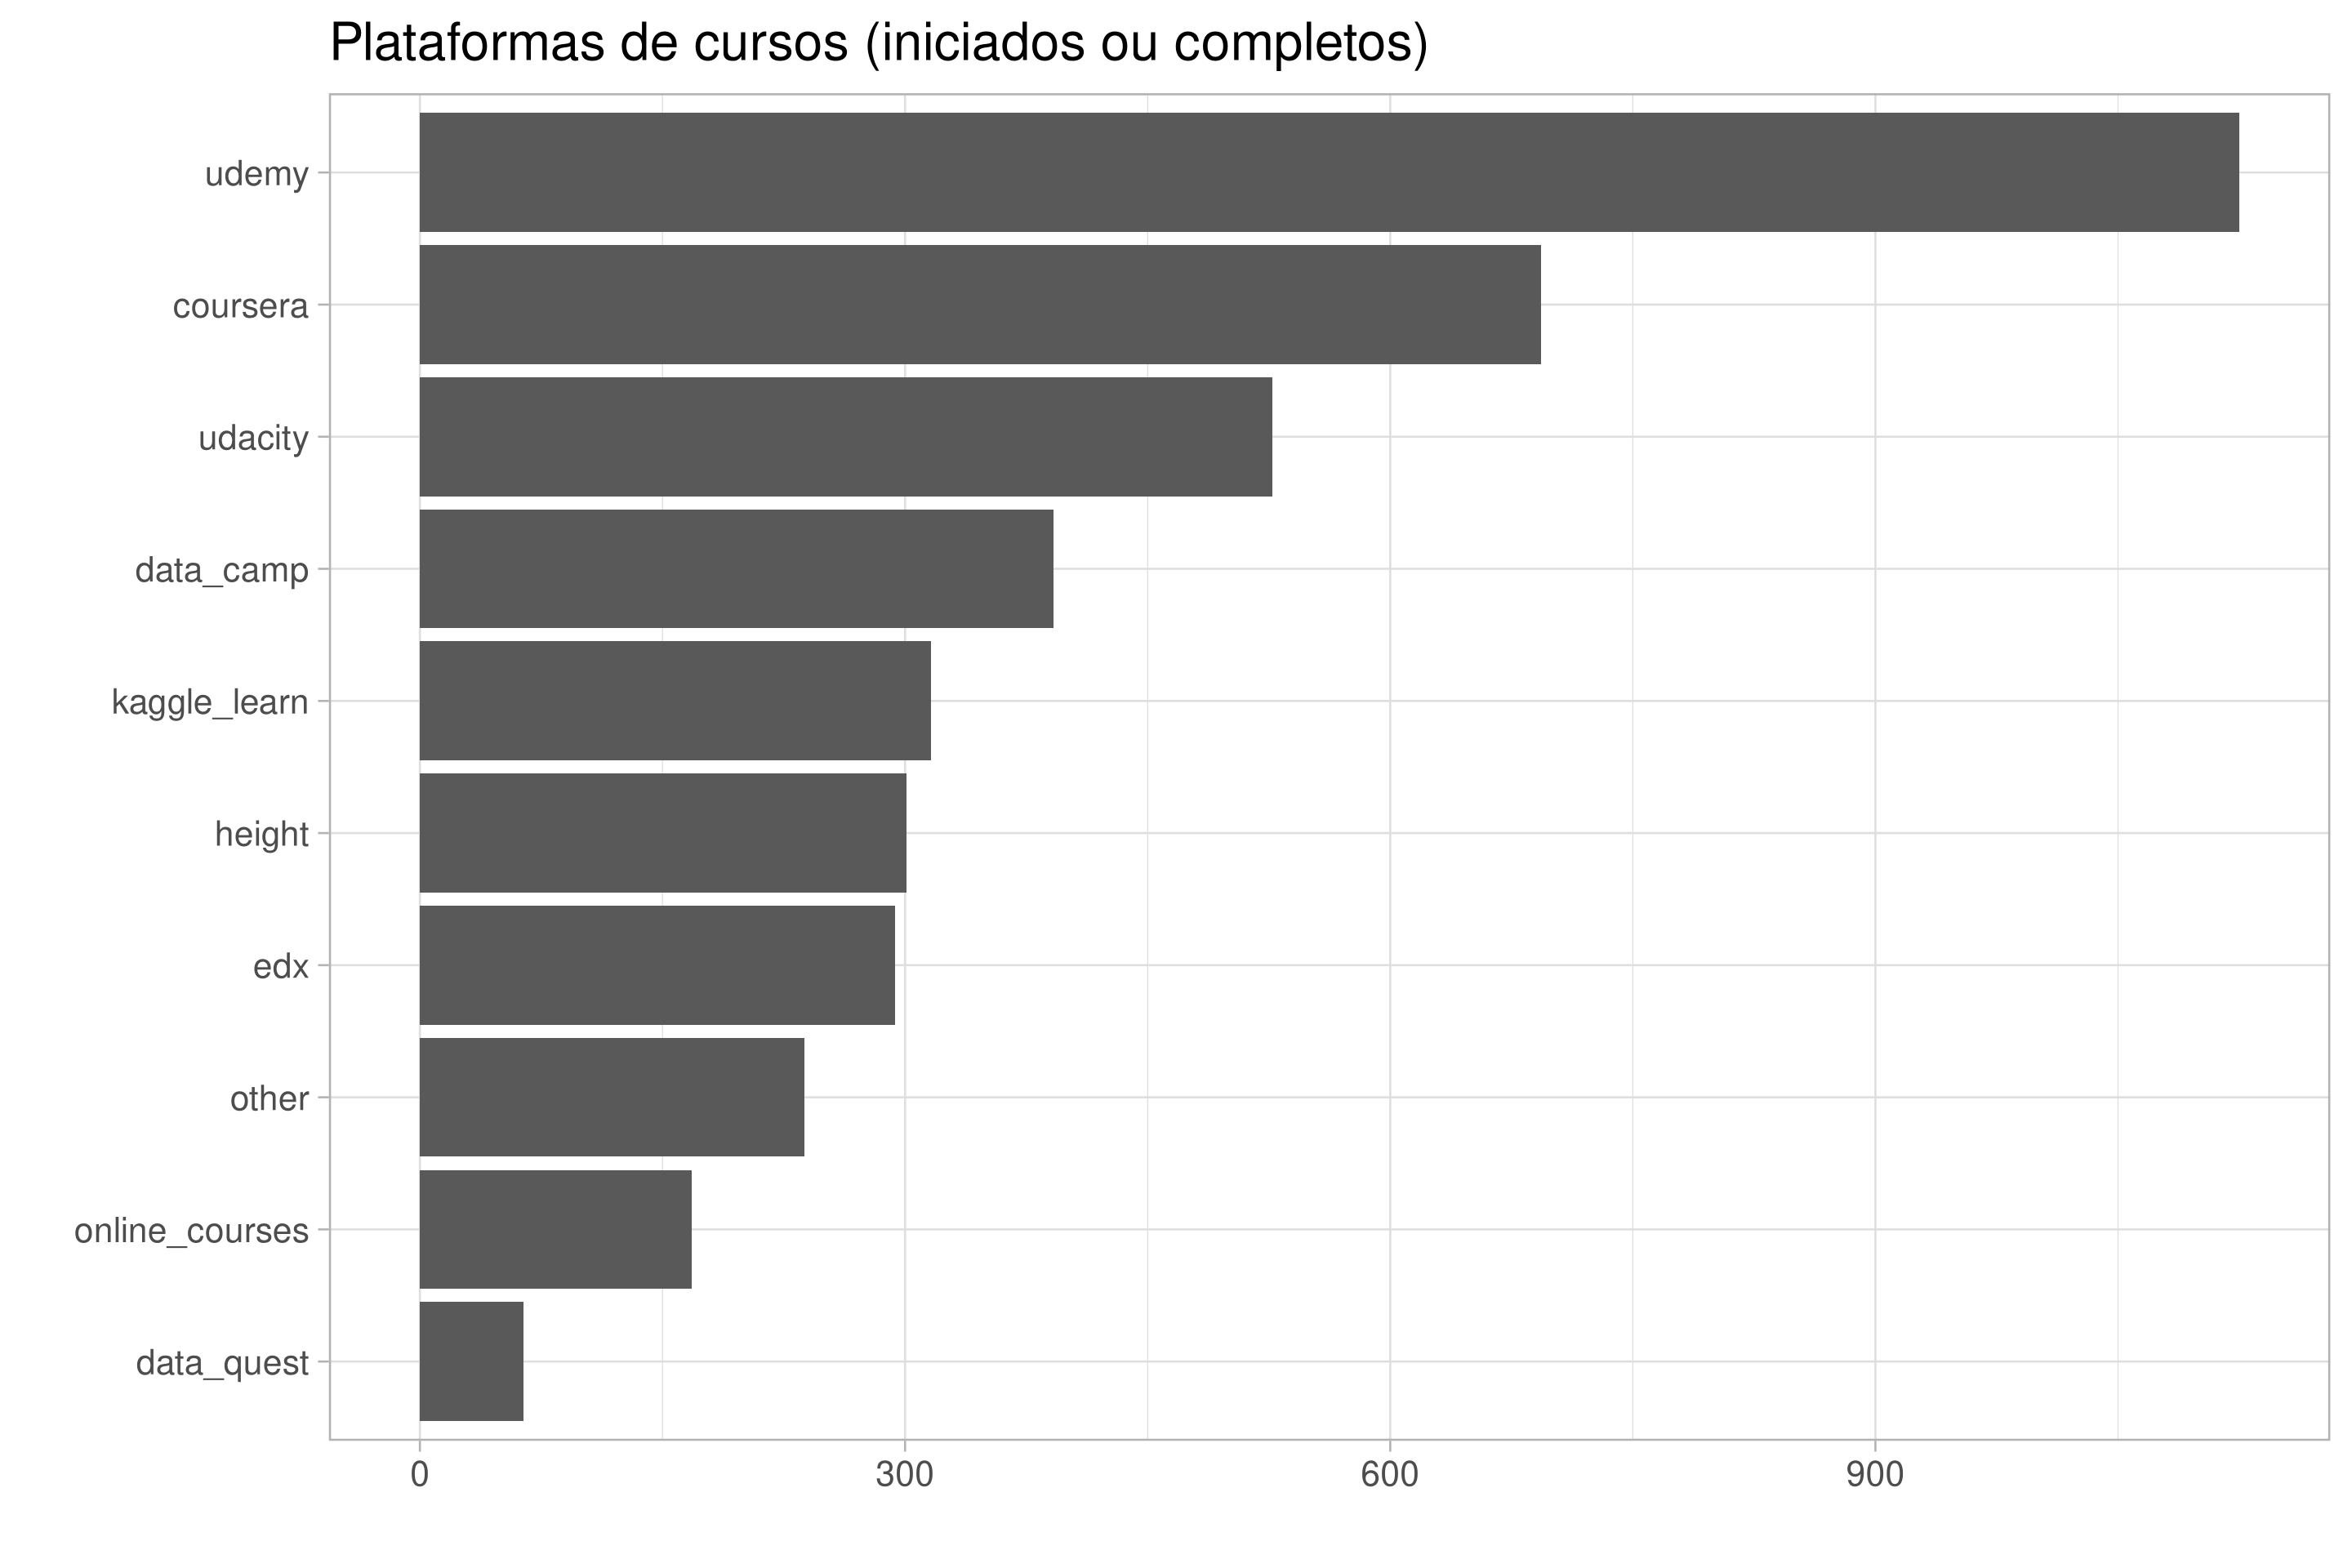 Plataformas de cursos (iniciados ou completos)
udemy
coursera
udacity
data_camp
kaggle_learn
height
edx
other
online_courses
data_quest
0 300 600 900